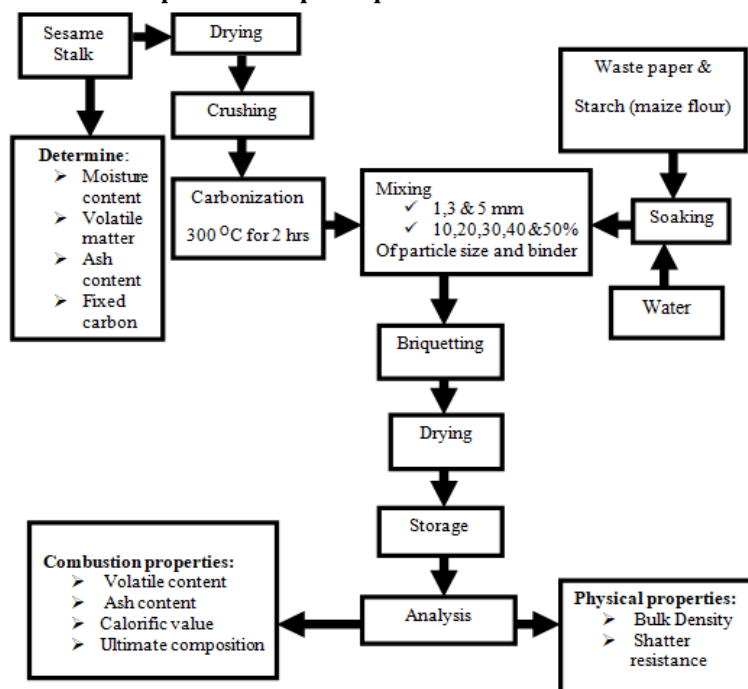 Sesame
Stalk
Drying
Crushing
Carbonization
300 OC for 2 hrs
Determine:
➢ Moisture
content
➢ Volatile
matter
➢ Ash
content
➢ Fixed
carbon
Waste paper &
Starch (maize flour)
Soaking
Water
Mixing
✓ 1,3 & 5 mm
✓ 10,20,30,40 &50%
Of particle size and binder
Briquetting
Drying
Storage
Analysis
Combustion properties:
➢ Volatile content
➢ Ash content
➢ Calorific value
➢ Ultimate composition
Physical properties:
➢ Bulk Density
➢ Shatter
resistance